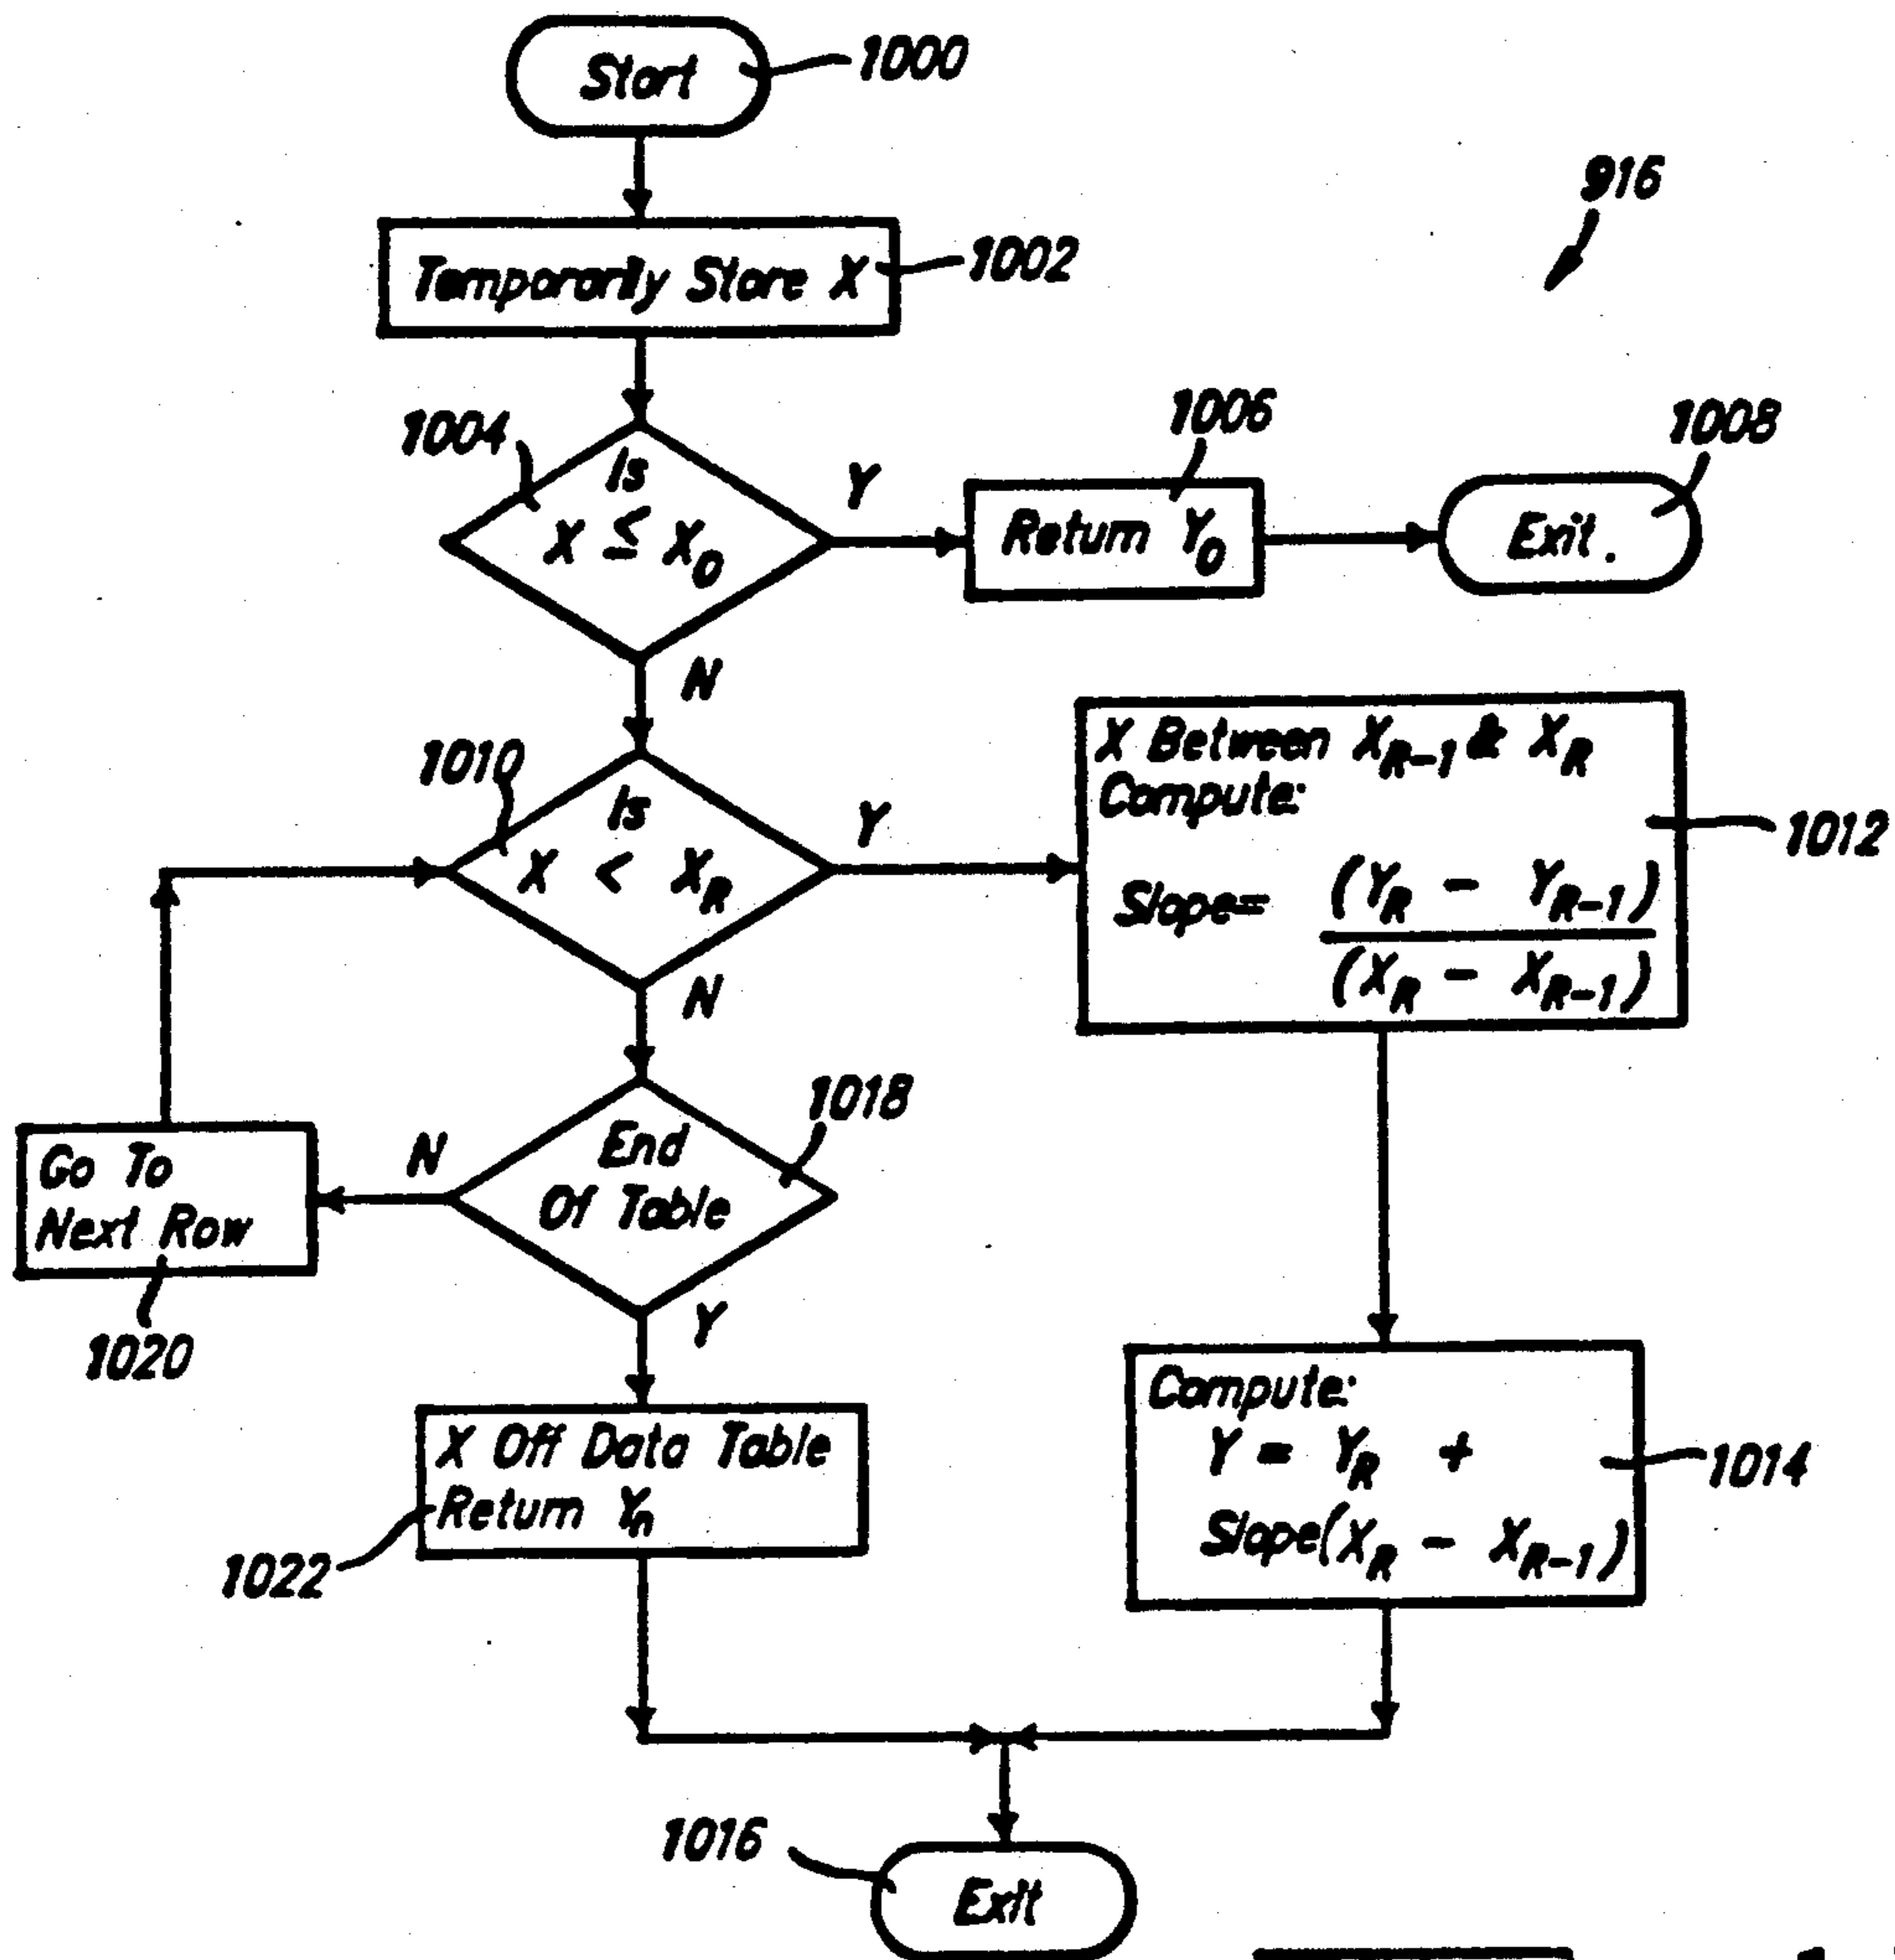 Start
1000
916
Temporarily Store X
1002
1004
Is
X ≤ X0
Y
1006
Return Y0
1008
Exit.
N
1010
Is
X < XR
Y
X Between XR-1 & XR
Compute:
Slope= (YR - YR-1)
(XR - XR-1)
1012
N
1018
End
Of Table
N
Go To
Next Row
1020
Y
X Off Data Table
Return Yn
1022
Compute:
Y = YR +
Slope(XR - XR-1)
1014
1016
Exit